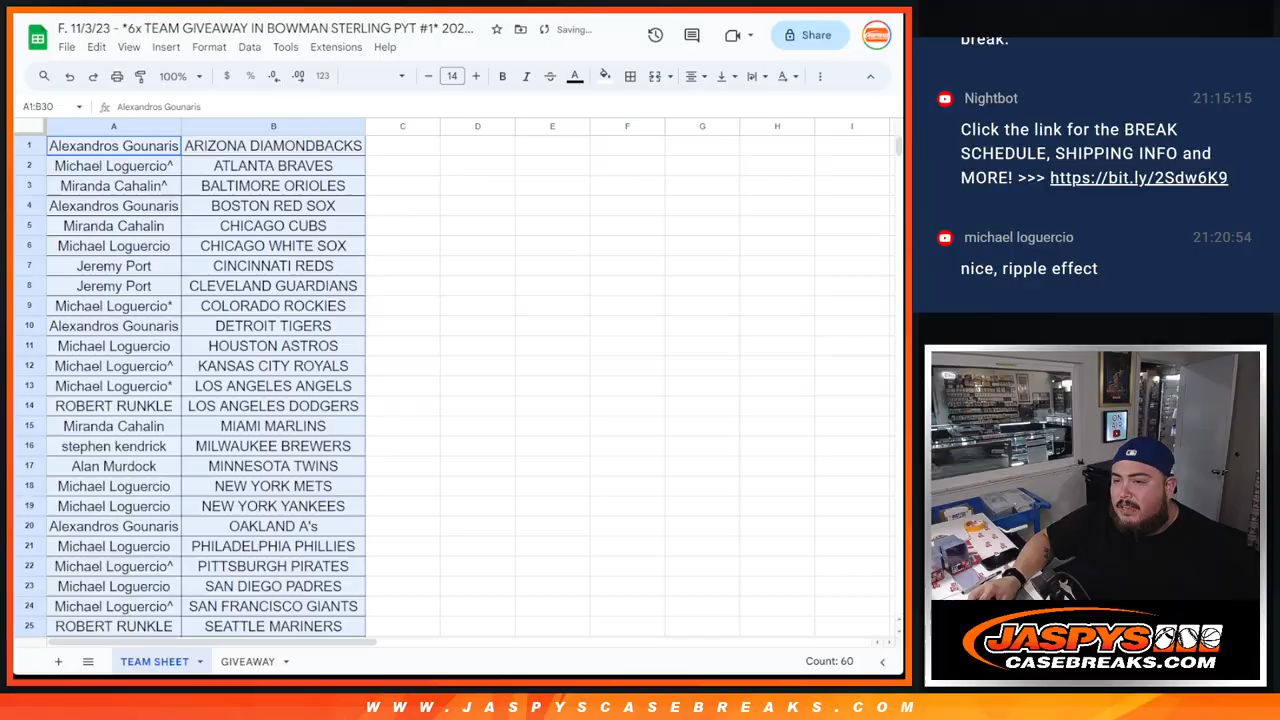 F. 11/3/23 - *6x TEAM GIVEAWAY IN BOWMAN STERLING PYT #1* 202...
Saving...
File Edit View Insert Format Data Tools Extensions Help
Share
100%
$ % .0 .00 123
14
B I A
A1:B30
fx Alexandros Gounaris
A B C D E F G H I
1 Alexandros Gounaris ARIZONA DIAMONDBACKS
2 Michael Loguercio^ ATLANTA BRAVES
3 Miranda Cahalin^ BALTIMORE ORIOLES
4 Alexandros Gounaris BOSTON RED SOX
5 Miranda Cahalin CHICAGO CUBS
6 Michael Loguercio CHICAGO WHITE SOX
7 Jeremy Port CINCINNATI REDS
8 Jeremy Port CLEVELAND GUARDIANS
9 Michael Loguercio* COLORADO ROCKIES
10 Alexandros Gounaris DETROIT TIGERS
11 Michael Loguercio HOUSTON ASTROS
12 Michael Loguercio^ KANSAS CITY ROYALS
13 Michael Loguercio* LOS ANGELES ANGELS
14 ROBERT RUNKLE LOS ANGELES DODGERS
15 Miranda Cahalin MIAMI MARLINS
16 stephen kendrick MILWAUKEE BREWERS
17 Alan Murdock MINNESOTA TWINS
18 Michael Loguercio NEW YORK METS
19 Michael Loguercio NEW YORK YANKEES
20 Alexandros Gounaris OAKLAND A's
21 Michael Loguercio PHILADELPHIA PHILLIES
22 Michael Loguercio^ PITTSBURGH PIRATES
23 Michael Loguercio SAN DIEGO PADRES
24 Michael Loguercio^ SAN FRANCISCO GIANTS
25 ROBERT RUNKLE SEATTLE MARINERS
TEAM SHEET
GIVEAWAY
Count: 60
break.
Nightbot 21:15:15
Click the link for the BREAK
SCHEDULE, SHIPPING INFO and
MORE! >>> https://bit.ly/2Sdw6K9
michael loguercio 21:20:54
nice, ripple effect
ON
AIR
JASPYS
CASEBREAKS.COM
WWW.JASPYSCASEBREAKS.COM